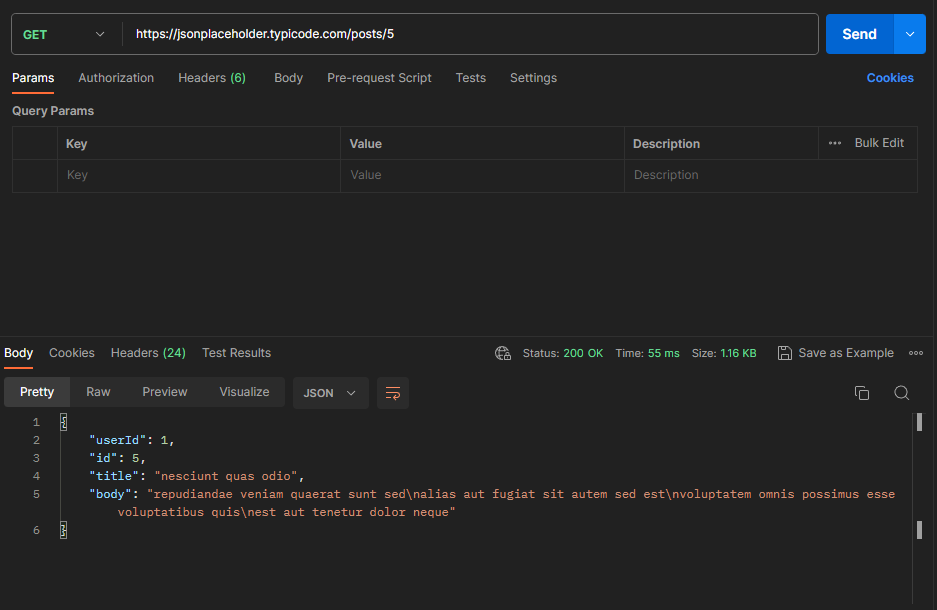 GET https://jsonplaceholder.typicode.com/posts/5 Send
Params Authorization Headers (6) Body Pre-request Script Tests Settings Cookies
Query Params
Key Value Description ••• Bulk Edit
Key Value Description
Body Cookies Headers (24) Test Results Status: 200 OK Time: 55 ms Size: 1.16 KB Save as Example
Pretty Raw Preview Visualize JSON
1 {
2 "userId": 1,
3 "id": 5,
4 "title": "nesciunt quas odio",
5 "body": "repudiandae veniam quaerat sunt sed\nalias aut fugiat sit autem sed est\nvoluptatem omnis possimus esse
voluptatibus quis\nest aut tenetur dolor neque"
6 }